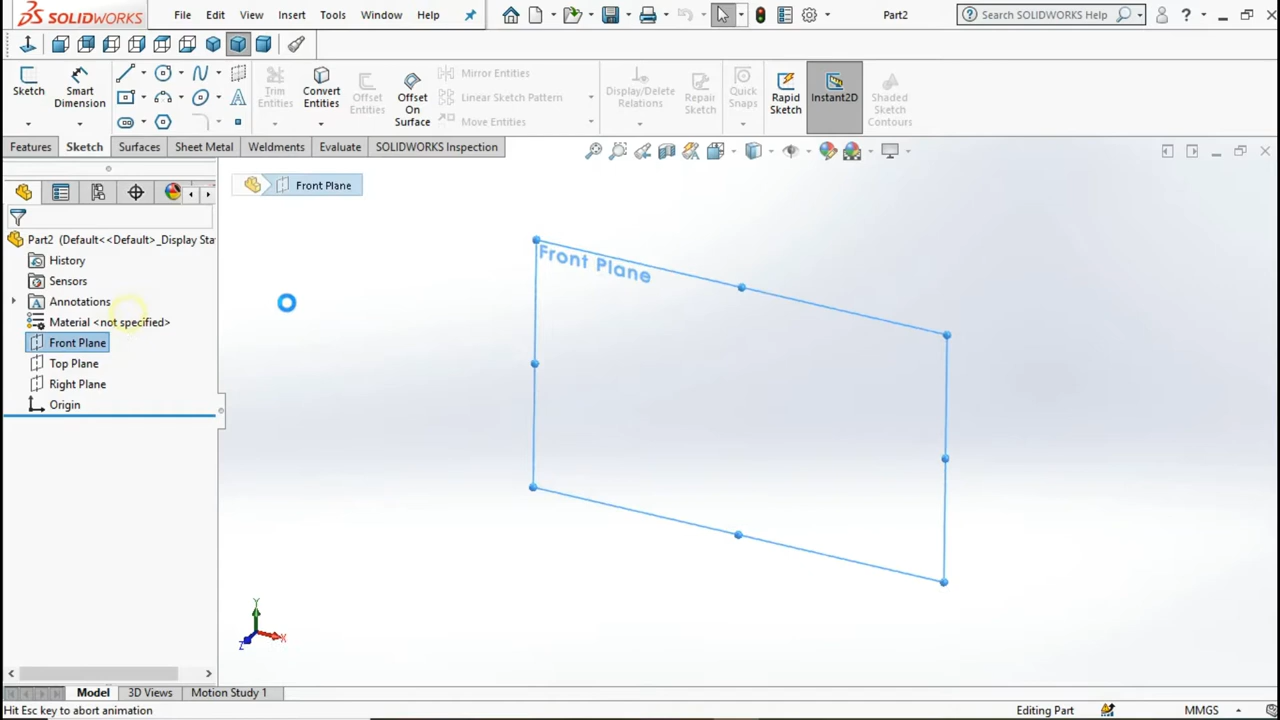 SOLIDWORKS File Edit View Insert Tools Window Help Part2 Search SOLIDWORKS Help ?
Sketch Smart Dimension Trim Entities Convert Entities Offset Entities Offset On Surface Mirror Entities Linear Sketch Pattern Move Entities Display/Delete Relations Repair Sketch Quick Snaps Rapid Sketch Instant2D Shaded Sketch Contours
Features Sketch Surfaces Sheet Metal Weldments Evaluate SOLIDWORKS Inspection
Front Plane
Part2 (Default<<Default>_Display Sta
History
Sensors
Annotations
Material <not specified>
Front Plane
Top Plane
Right Plane
Origin
Front Plane
Y
X
Z
Model 3D Views Motion Study 1
Hit Esc key to abort animation Editing Part MMGS